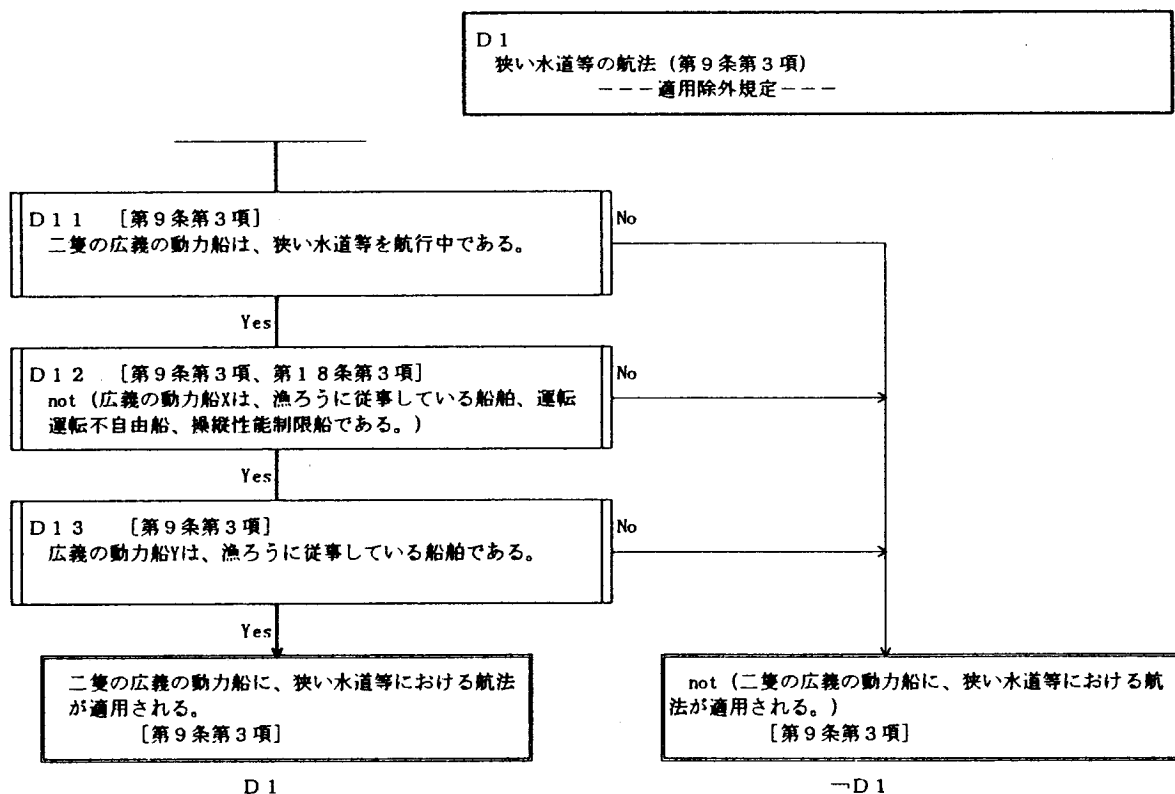 D1
狭い水道等の航法(第9条第3項)
---適用除外規定---
D11 [第9条第3項]
二隻の広義の動力船は、狭い水道等を航行中である。
No
Yes
D12 [第9条第3項、第18条第3項]
not(広義の動力船Xは、漁ろうに従事している船舶、運転
運転不自由船、操縦性能制限船である。)
No
Yes
D13 [第9条第3項]
広義の動力船Yは、漁ろうに従事している船舶である。
No
Yes
二隻の広義の動力船に、狭い水道等における航法
が適用される。
[第9条第3項]
D1
not(二隻の広義の動力船に、狭い水道等における航
法が適用される。)
[第9条第3項]
¬D1